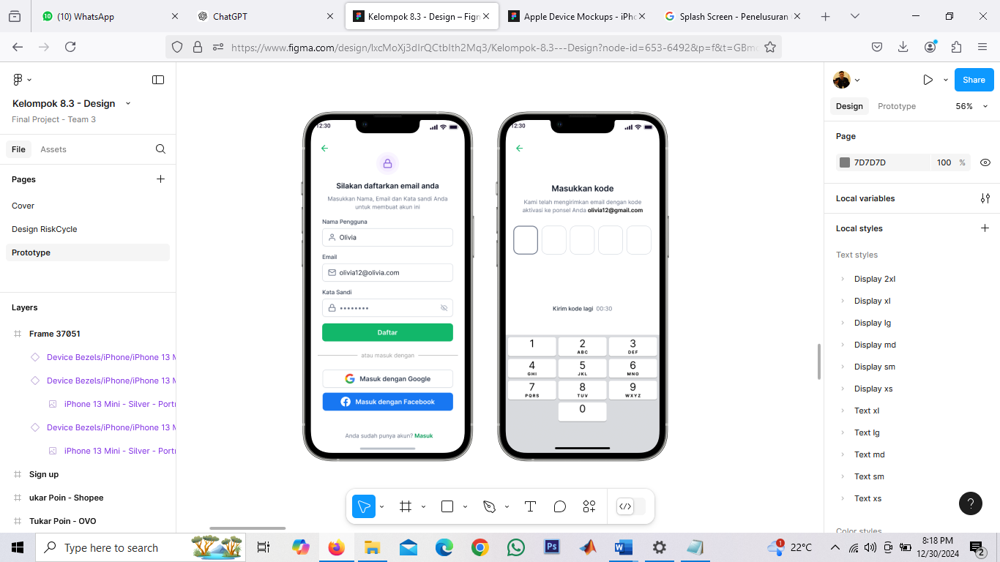 (10) WhatsApp
ChatGPT
Kelompok 8.3 - Design – Figm
Apple Device Mockups - iPho
Splash Screen - Penelusuran
https://www.figma.com/design/
Kelompok 8.3 - Design
Final Project - Team 3
File
Assets
Pages
Cover
Design RiskCycle
Prototype
Layers
Frame 37051
Device Bezels/iPhone/iPhone 13 M
Device Bezels/iPhone/iPhone 13 M
iPhone 13 Mini - Silver - Portr
Device Bezels/iPhone/iPhone 13 M
iPhone 13 Mini - Silver - Portr
Sign up
ukar Poin - Shopee
Tukar Poin - OVO
12:30
Silakan daftarkan email anda
Masukkan Nama, Email dan Kata sandi Anda
untuk membuat akun ini
Nama Pengguna
Olivia
Email
olivia12@olivia.com
Kata Sandi
Daftar
atau masuk dengan
Masuk dengan Google
Masuk dengan Facebook
Anda sudah punya akun? Masuk
12:30
Masukkan kode
Kami telah mengirimkan email dengan kode
aktivasi ke ponsel Anda olivia12@gmail.com
Kirim kode lagi 00:30
1
2 ABC
3 DEF
4 GHI
5 JKL
6 MNO
7 PQRS
8 TUV
9 WXYZ
0
Share
Design
Prototype
56%
Page
7D7D7D
100 %
Local variables
Local styles
Text styles
Display 2xl
Display xl
Display lg
Display md
Display sm
Display xs
Text xl
Text lg
Text md
Text sm
Text xs
Color styles
?
Type here to search
Ps
1
22°C
8:18 PM
12/30/2024
2